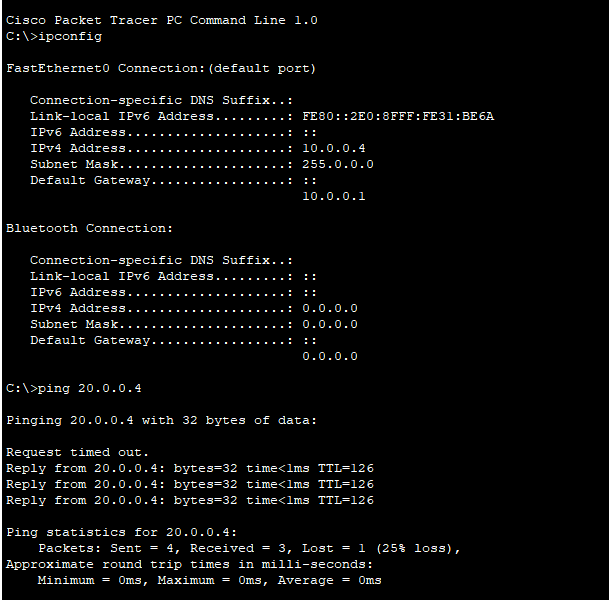 Cisco Packet Tracer PC Command Line 1.0
C:\>ipconfig
FastEthernet0 Connection:(default port)
Connection-specific DNS Suffix..:
Link-local IPv6 Address.........: FE80::2E0:8FFF:FE31:BE6A
IPv6 Address....................: ::
IPv4 Address....................: 10.0.0.4
Subnet Mask.....................: 255.0.0.0
Default Gateway.................: ::
10.0.0.1
Bluetooth Connection:
Connection-specific DNS Suffix..:
Link-local IPv6 Address.........: ::
IPv6 Address....................: ::
IPv4 Address....................: 0.0.0.0
Subnet Mask.....................: 0.0.0.0
Default Gateway.................: ::
0.0.0.0
C:\>ping 20.0.0.4
Pinging 20.0.0.4 with 32 bytes of data:
Request timed out.
Reply from 20.0.0.4: bytes=32 time<1ms TTL=126
Reply from 20.0.0.4: bytes=32 time<1ms TTL=126
Reply from 20.0.0.4: bytes=32 time<1ms TTL=126
Ping statistics for 20.0.0.4:
Packets: Sent = 4, Received = 3, Lost = 1 (25% loss),
Approximate round trip times in milli-seconds:
Minimum = 0ms, Maximum = 0ms, Average = 0ms